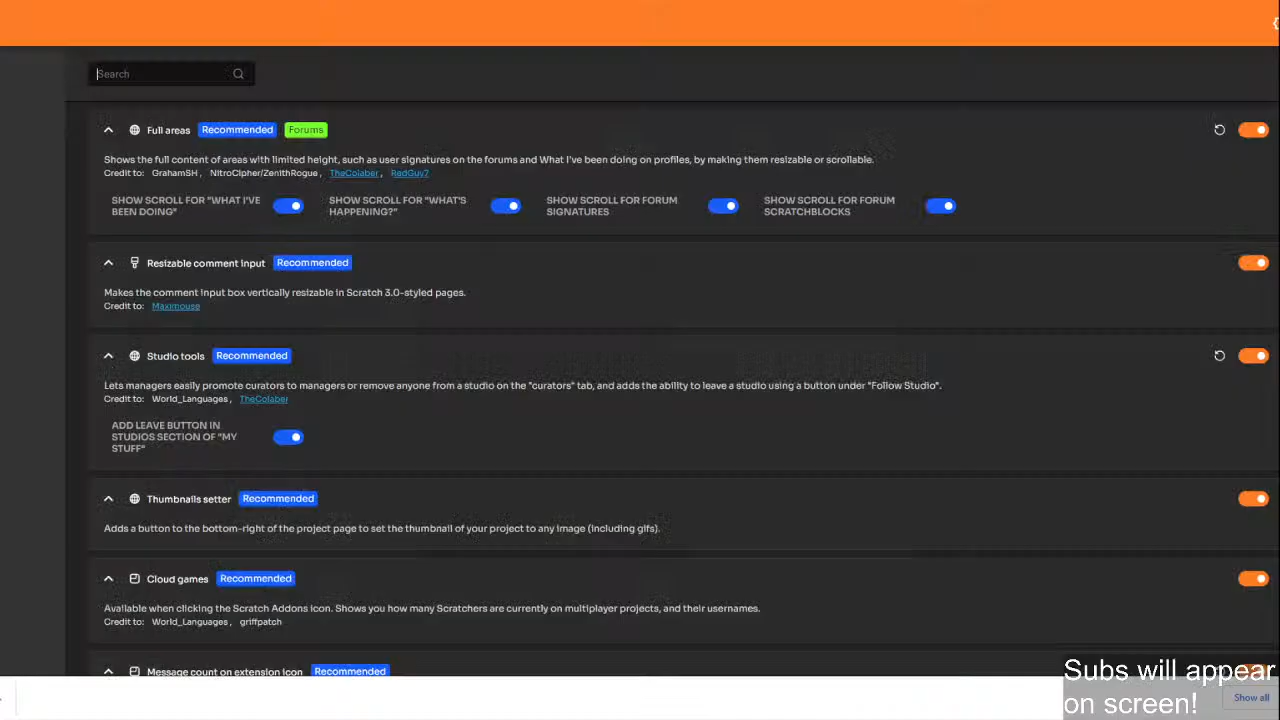 Search
Full areas Recommended Forums
Shows the full content of areas with limited height, such as user signatures on the forums and What I've been doing on profiles, by making them resizable or scrollable.
Credit to: GrahamSH, NitroCipher/ZenithRogue, TheColaber, RedGuy7
SHOW SCROLL FOR "WHAT I'VE BEEN DOING"
SHOW SCROLL FOR "WHAT'S HAPPENING?"
SHOW SCROLL FOR FORUM SIGNATURES
SHOW SCROLL FOR FORUM SCRATCHBLOCKS
Resizable comment input Recommended
Makes the comment input box vertically resizable in Scratch 3.0-styled pages.
Credit to: Maximouse
Studio tools Recommended
Lets managers easily promote curators to managers or remove anyone from a studio on the "curators" tab, and adds the ability to leave a studio using a button under "Follow Studio".
Credit to: World_Languages, TheColaber
ADD LEAVE BUTTON IN
STUDIOS SECTION OF "MY
STUFF"
Thumbnails setter Recommended
Adds a button to the bottom-right of the project page to set the thumbnail of your project to any image (including gifs).
Cloud games Recommended
Available when clicking the Scratch Addons icon. Shows you how many Scratchers are currently on multiplayer projects, and their usernames.
Credit to: World_Languages, griffpatch
Message count on extension icon Recommended
Subs will appear
on screen!
Show all